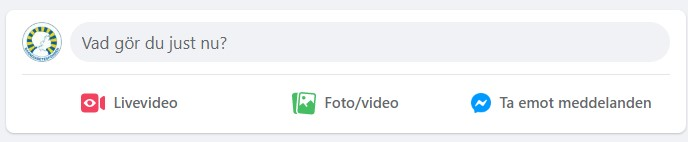 Vad gör du just nu?
Livevideo
Foto/video
Ta emot meddelanden